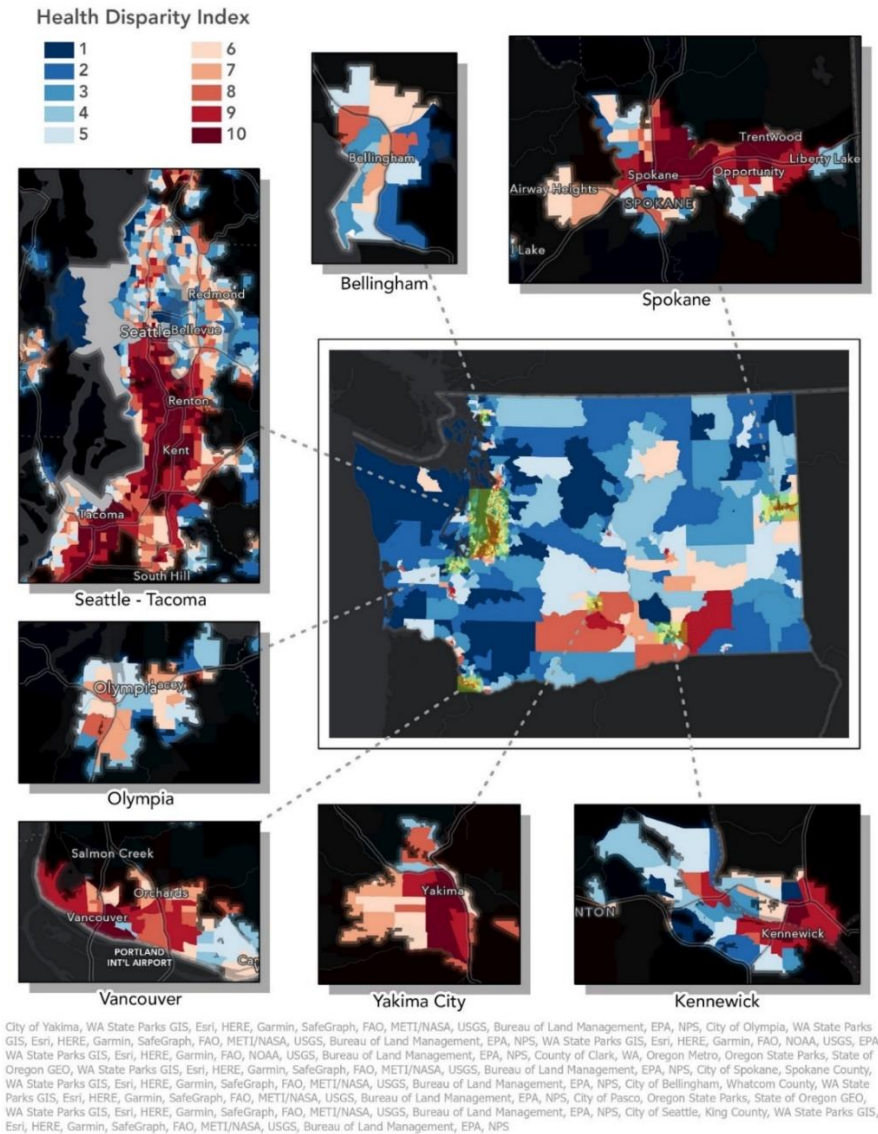 Health Disparity Index
1
2
3
4
5
6
7
8
9
10
Bellingham
Bellingham
Trentwood
Liberty Lake
Spokane
Opportunity
Airway Heights
SPOKANE
l Lake
Spokane
Redmond
Seattle
Bellevue
Renton
Kent
Tacoma
South Hill
Seattle - Tacoma
Olympia
Lacey
Olympia
Salmon Creek
Orchards
Vancouver
PORTLAND
INT'L AIRPORT
Ca
Vancouver
Yakima
Yakima City
NTON
Kennewick
Kennewick
City of Yakima, WA State Parks GIS, Esri, HERE, Garmin, SafeGraph, FAO, METI/NASA, USGS, Bureau of Land Management, EPA, NPS, City of Olympia, WA State Parks
GIS, Esri, HERE, Garmin, SafeGraph, FAO, METI/NASA, USGS, Bureau of Land Management, EPA, NPS, WA State Parks GIS, Esri, HERE, Garmin, FAO, NOAA, USGS, EPA
WA State Parks GIS, Esri, HERE, Garmin, FAO, NOAA, USGS, Bureau of Land Management, EPA, NPS, County of Clark, WA, Oregon Metro, Oregon State Parks, State of
Oregon GEO, WA State Parks GIS, Esri, HERE, Garmin, SafeGraph, FAO, METI/NASA, USGS, Bureau of Land Management, EPA, NPS, City of Spokane, Spokane County,
WA State Parks GIS, Esri, HERE, Garmin, SafeGraph, FAO, METI/NASA, USGS, Bureau of Land Management, EPA, NPS, City of Bellingham, Whatcom County, WA State
Parks GIS, Esri, HERE, Garmin, SafeGraph, FAO, METI/NASA, USGS, Bureau of Land Management, EPA, NPS, City of Pasco, Oregon State Parks, State of Oregon GEO,
WA State Parks GIS, Esri, HERE, Garmin, SafeGraph, FAO, METI/NASA, USGS, Bureau of Land Management, EPA, NPS, City of Seattle, King County, WA State Parks GIS,
Esri, HERE, Garmin, SafeGraph, FAO, METI/NASA, USGS, Bureau of Land Management, EPA, NPS